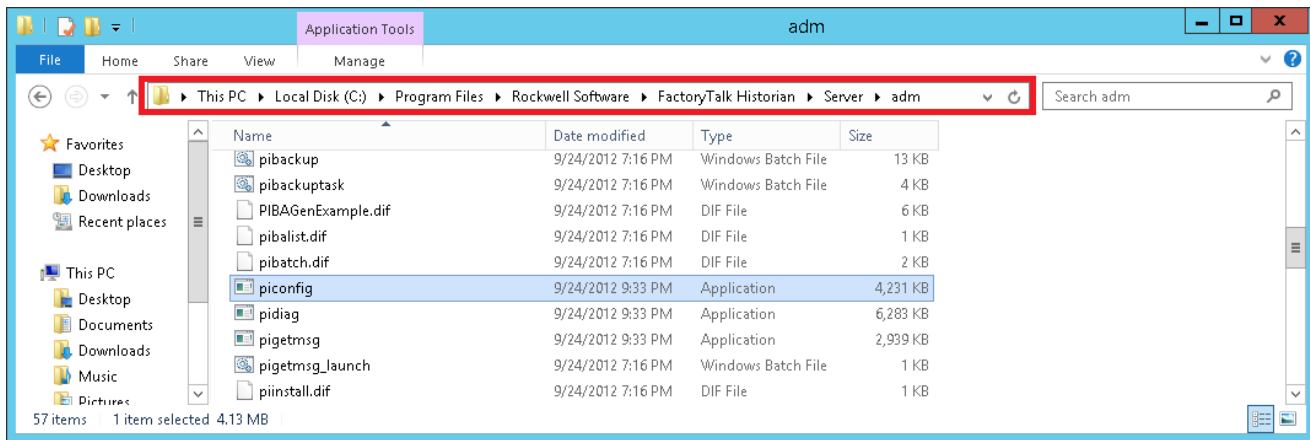 Application Tools
adm
File Home Share View Manage
This PC Local Disk (C:) Program Files Rockwell Software FactoryTalk Historian Server adm Search adm
Name Date modified Type Size
Favorites
pibackup 9/24/2012 7:16 PM Windows Batch File 13 KB
Desktop
pibackuptask 9/24/2012 7:16 PM Windows Batch File 4 KB
Downloads
PIBAGenExample.dif 9/24/2012 7:16 PM DIF File 6 KB
Recent places
pibalist.dif 9/24/2012 7:16 PM DIF File 1 KB
pibatch.dif 9/24/2012 7:16 PM DIF File 2 KB
This PC
piconfig 9/24/2012 9:33 PM Application 4,231 KB
Desktop
pidiag 9/24/2012 9:33 PM Application 6,283 KB
Documents
pigetmsg 9/24/2012 9:33 PM Application 2,939 KB
Downloads
pigetmsg_launch 9/24/2012 7:16 PM Windows Batch File 1 KB
Music
piinstall.dif 9/24/2012 7:16 PM DIF File 1 KB
Pictures
57 items 1 item selected 4.13 MB